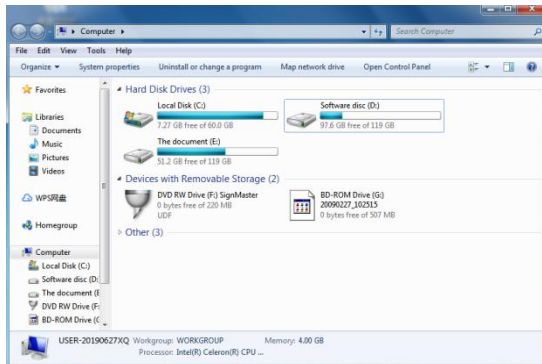 Computer
Search Computer
File Edit View Tools Help
Organize System properties Uninstall or change a program Map network drive Open Control Panel
Favorites
Libraries
Documents
Music
Pictures
Videos
WPS网盘
Homegroup
Computer
Local Disk (C:)
Software disc (D:
The document (E
DVD RW Drive (F:
BD-ROM Drive (G
Hard Disk Drives (3)
Local Disk (C:)
7.27 GB free of 60.0 GB
Software disc (D:)
97.6 GB free of 119 GB
The document (E:)
51.2 GB free of 119 GB
Devices with Removable Storage (2)
DVD RW Drive (F:) SignMaster
0 bytes free of 220 MB
UDF
BD-ROM Drive (G:)
20090227_102515
0 bytes free of 507 MB
Other (3)
USER-20190627XQ Workgroup: WORKGROUP Memory: 4.00 GB
Processor: Intel(R) Celeron(R) CPU ...